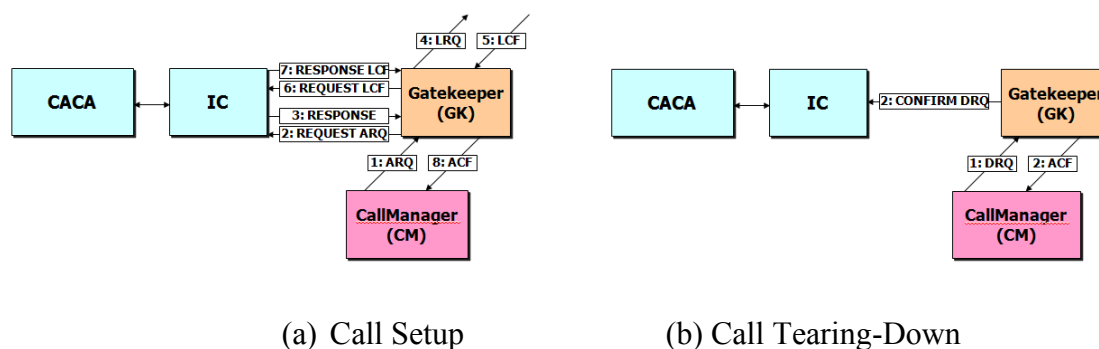 4: LRQ
5: LCF
7: RESPONSE LCF
6: REQUEST LCF
3: RESPONSE
2: REQUEST ARQ
CACA
IC
Gatekeeper
(GK)
1: ARQ
8: ACF
CallManager
(CM)
CACA
IC
2: CONFIRM DRQ
Gatekeeper
(GK)
1: DRQ
2: ACF
CallManager
(CM)
(a) Call Setup
(b) Call Tearing-Down